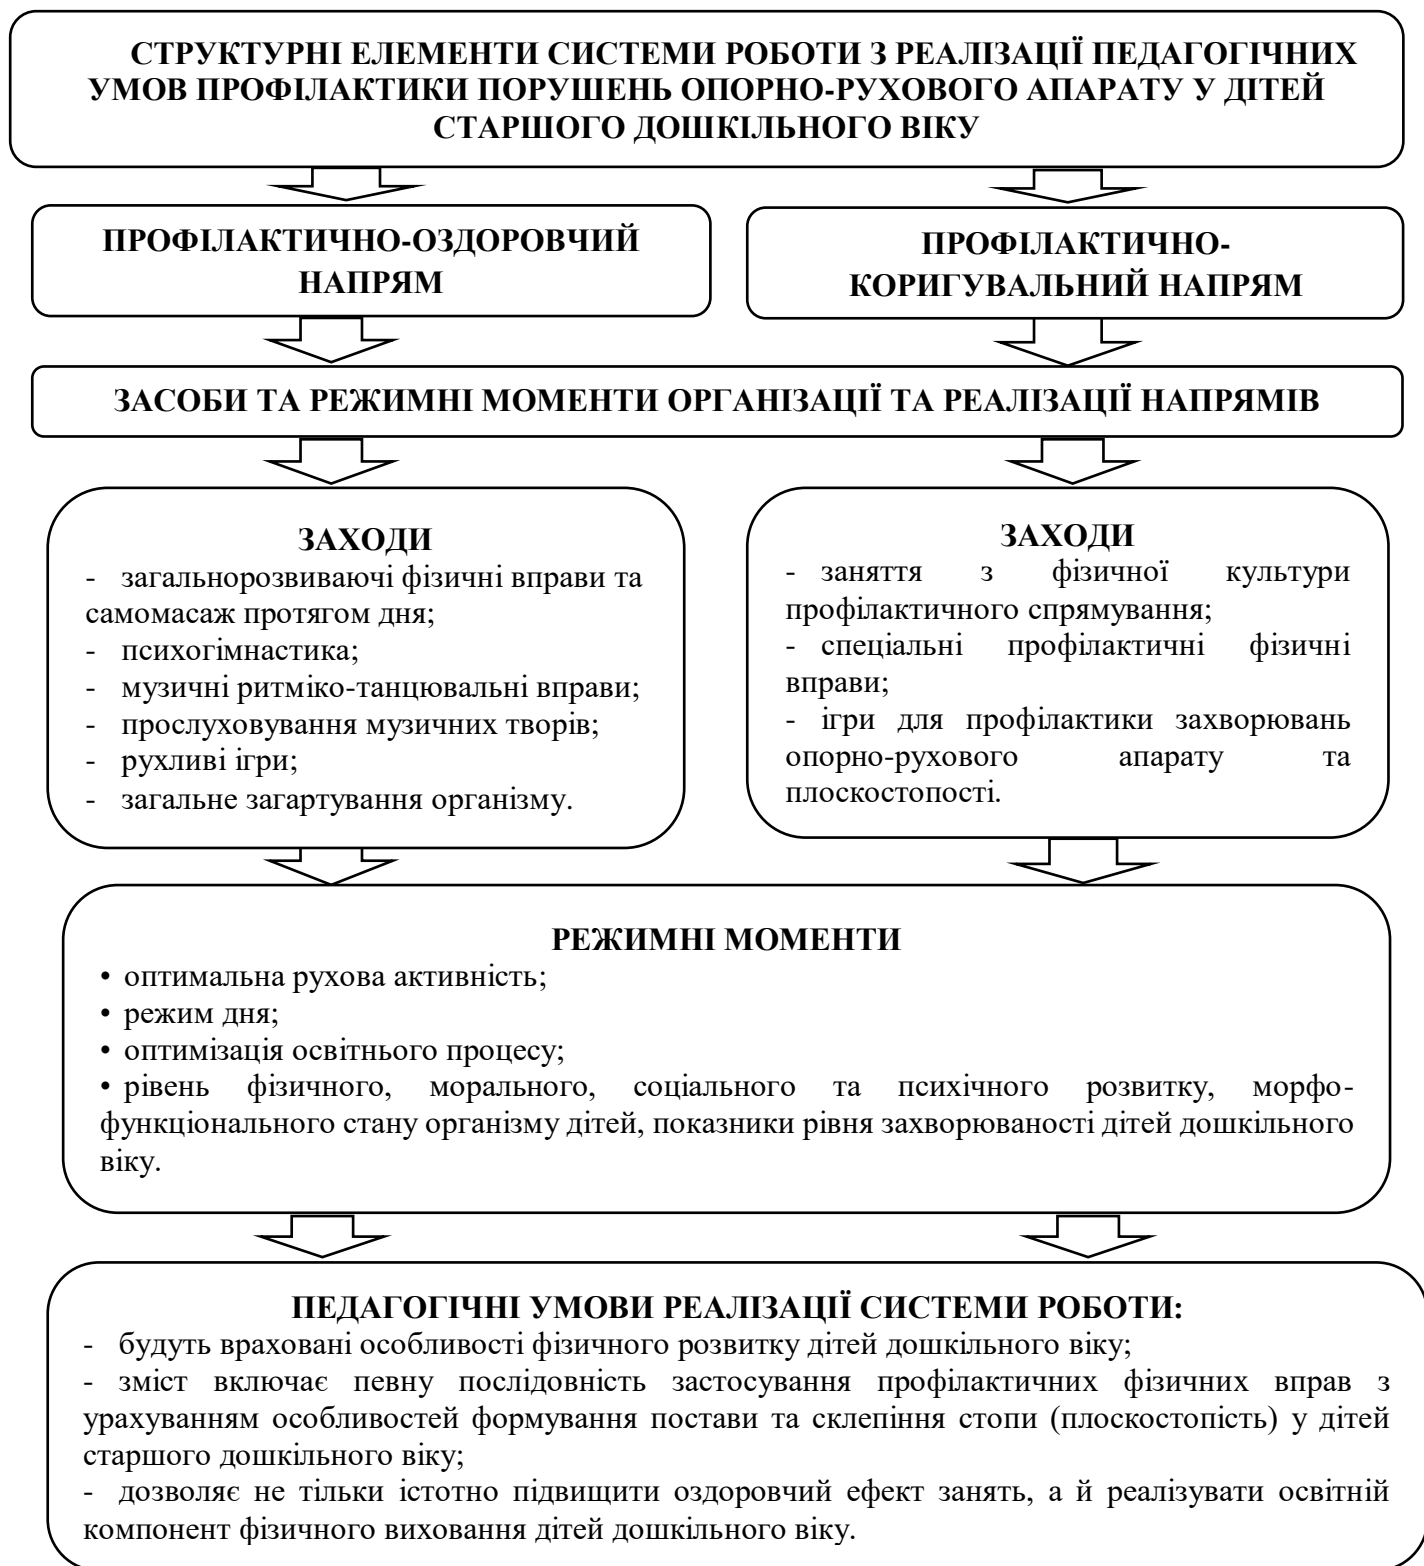 СТРУКТУРНІ ЕЛЕМЕНТИ СИСТЕМИ РОБОТИ З РЕАЛІЗАЦІЇ ПЕДАГОГІЧНИХ
УМОВ ПРОФІЛАКТИКИ ПОРУШЕНЬ ОПОРНО-РУХОВОГО АПАРАТУ У ДІТЕЙ
СТАРШОГО ДОШКІЛЬНОГО ВІКУ
ПРОФІЛАКТИЧНО-ОЗДОРОВЧИЙ
НАПРЯМ
ПРОФІЛАКТИЧНО-
КОРИГУВАЛЬНИЙ НАПРЯМ
ЗАСОБИ ТА РЕЖИМНІ МОМЕНТИ ОРГАНІЗАЦІЇ ТА РЕАЛІЗАЦІЇ НАПРЯМІВ
ЗАХОДИ
- загальнорозвиваючі фізичні вправи та
самомасаж протягом дня;
- психогімнастика;
- музичні ритміко-танцювальні вправи;
- прослуховування музичних творів;
- рухливі ігри;
- загальне загартування організму.
ЗАХОДИ
- заняття з фізичної культури
профілактичного спрямування;
- спеціальні профілактичні фізичні
вправи;
- ігри для профілактики захворювань
опорно-рухового апарату та
плоскостопості.
РЕЖИМНІ МОМЕНТИ
• оптимальна рухова активність;
• режим дня;
• оптимізація освітнього процесу;
• рівень фізичного, морального, соціального та психічного розвитку, морфо-
функціонального стану організму дітей, показники рівня захворюваності дітей дошкільного
віку.
ПЕДАГОГІЧНІ УМОВИ РЕАЛІЗАЦІЇ СИСТЕМИ РОБОТИ:
- будуть враховані особливості фізичного розвитку дітей дошкільного віку;
- зміст включає певну послідовність застосування профілактичних фізичних вправ з
урахуванням особливостей формування постави та склепіння стопи (плоскостопість) у дітей
старшого дошкільного віку;
- дозволяє не тільки істотно підвищити оздоровчий ефект занять, а й реалізувати освітній
компонент фізичного виховання дітей дошкільного віку.